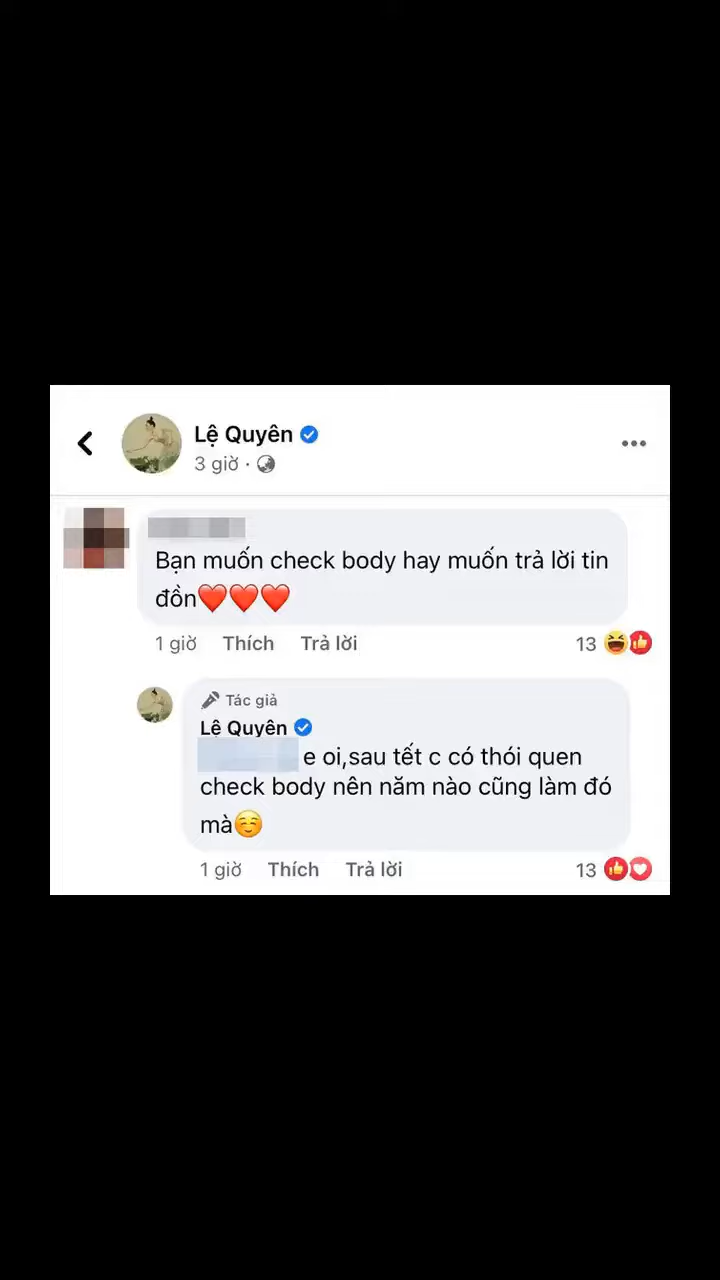 Lệ Quyên
3 giờ ·
Bạn muốn check body hay muốn trả lời tin
đồn❤️❤️❤️
1 giờ Thích Trả lời 13
Tác giả
Lệ Quyên
e oi,sau tết c có thói quen
check body nên năm nào cũng làm đó
mà☺️
1 giờ Thích Trả lời 13